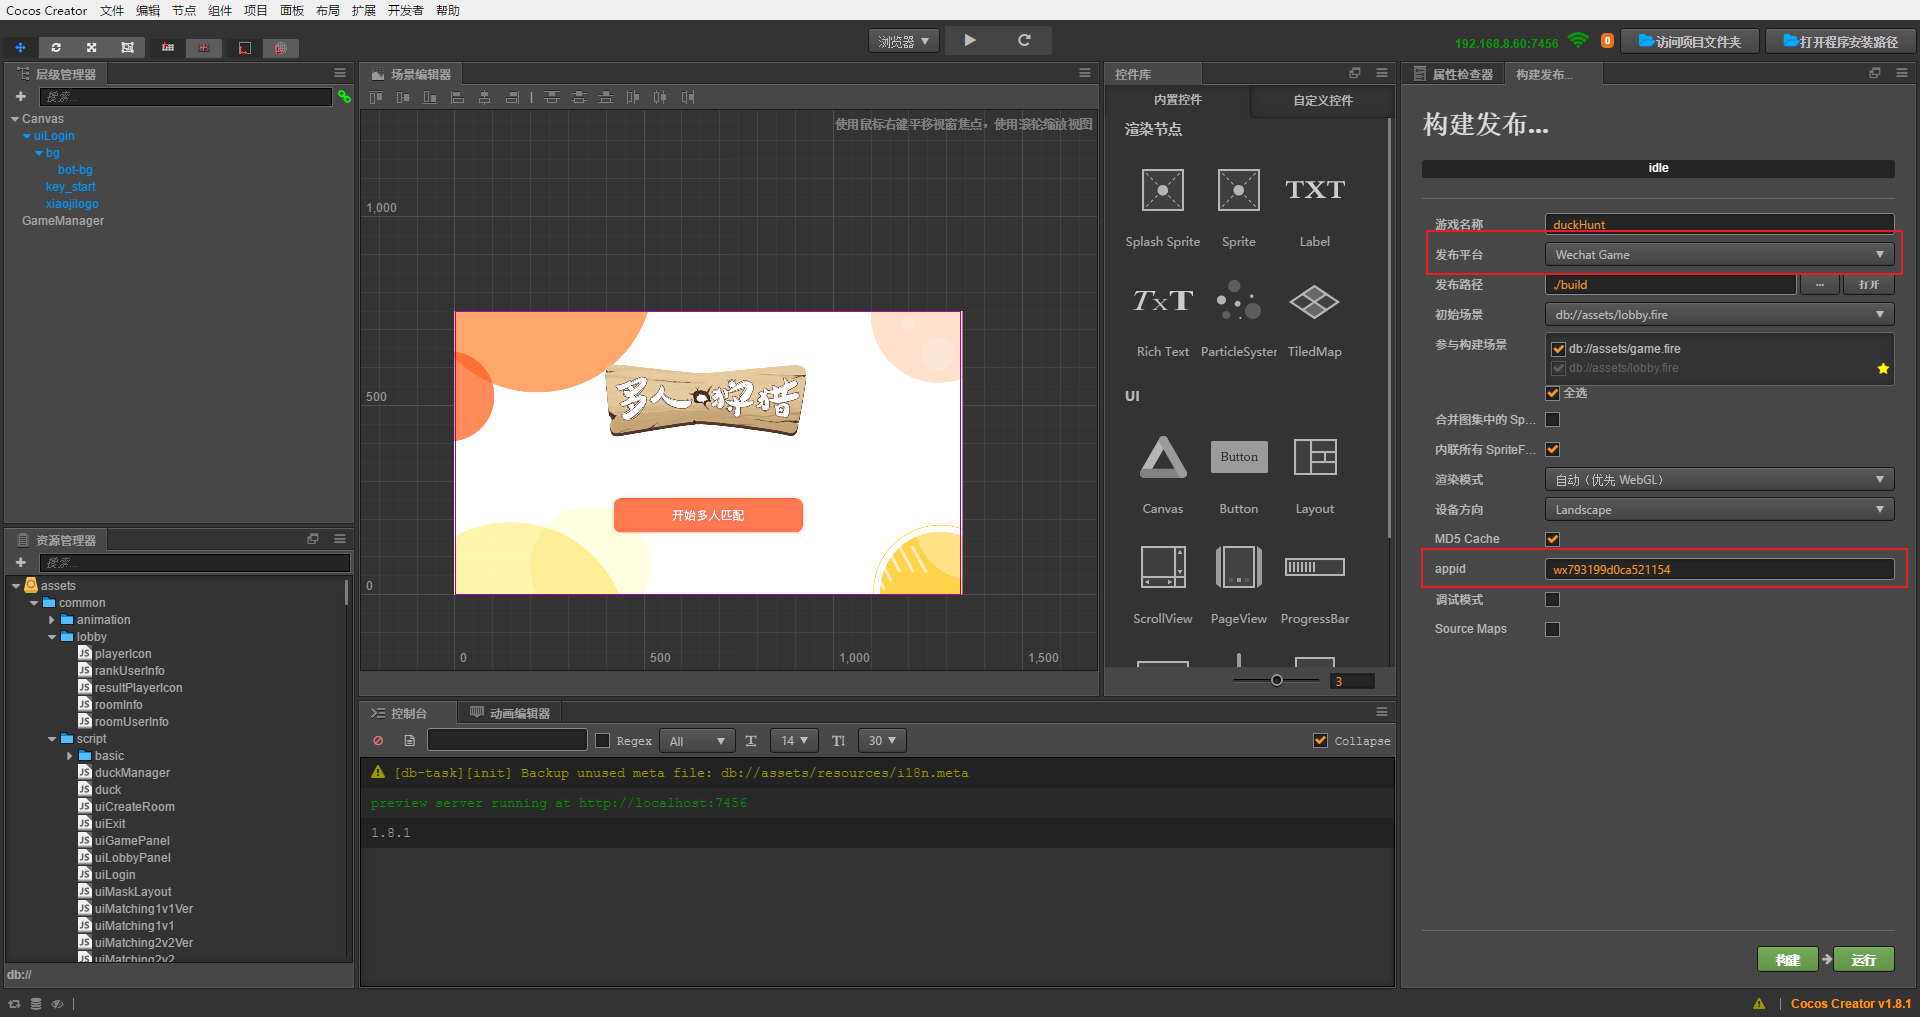 Cocos Creator 文件 编辑 节点 组件 项目 面板 布局 扩展 开发者 帮助
浏览器
192.168.8.60:7456
0
访问项目文件夹
打开程序安装路径
层级管理器
搜索...
Canvas
uiLogin
bg
bot-bg
key_start
xiaojilogo
GameManager
资源管理器
搜索...
assets
common
animation
lobby
playerIcon
rankUserInfo
resultPlayerIcon
roomInfo
roomUserInfo
script
basic
duckManager
duck
uiCreateRoom
uiExit
uiGamePanel
uiLobbyPanel
uiLogin
uiMaskLayout
uiMatching1v1Ver
uiMatching1v1
uiMatching2v2Ver
uiMatching2v2
db://
场景编辑器
使用鼠标右键平移视窗焦点，使用滚轮缩放视图
1,000
500
0
0 500 1,000 1,500
多人狩猎
开始多人匹配
控制台 动画编辑器
Regex All 14 30 Collapse
[db-task][init] Backup unused meta file: db://assets/resources/i18n.meta
preview server running at http://localhost:7456
1.8.1
控件库
内置控件 自定义控件
渲染节点
TXT
Splash Sprite Sprite Label
TxT
Rich Text ParticleSyster TiledMap
UI
Button
Canvas Button Layout
ScrollView PageView ProgressBar
3
属性检查器 构建发布...
构建发布...
idle
游戏名称 duckHunt
发布平台 Wechat Game
发布路径 ./build ... 打开
初始场景 db://assets/lobby.fire
参与构建场景 db://assets/game.fire
db://assets/lobby.fire
全选
合并图集中的 Sp...
内联所有 SpriteF...
渲染模式 自动（优先 WebGL）
设备方向 Landscape
MD5 Cache
appid wx793199d0ca521154
调试模式
Source Maps
构建 运行
Cocos Creator v1.8.1